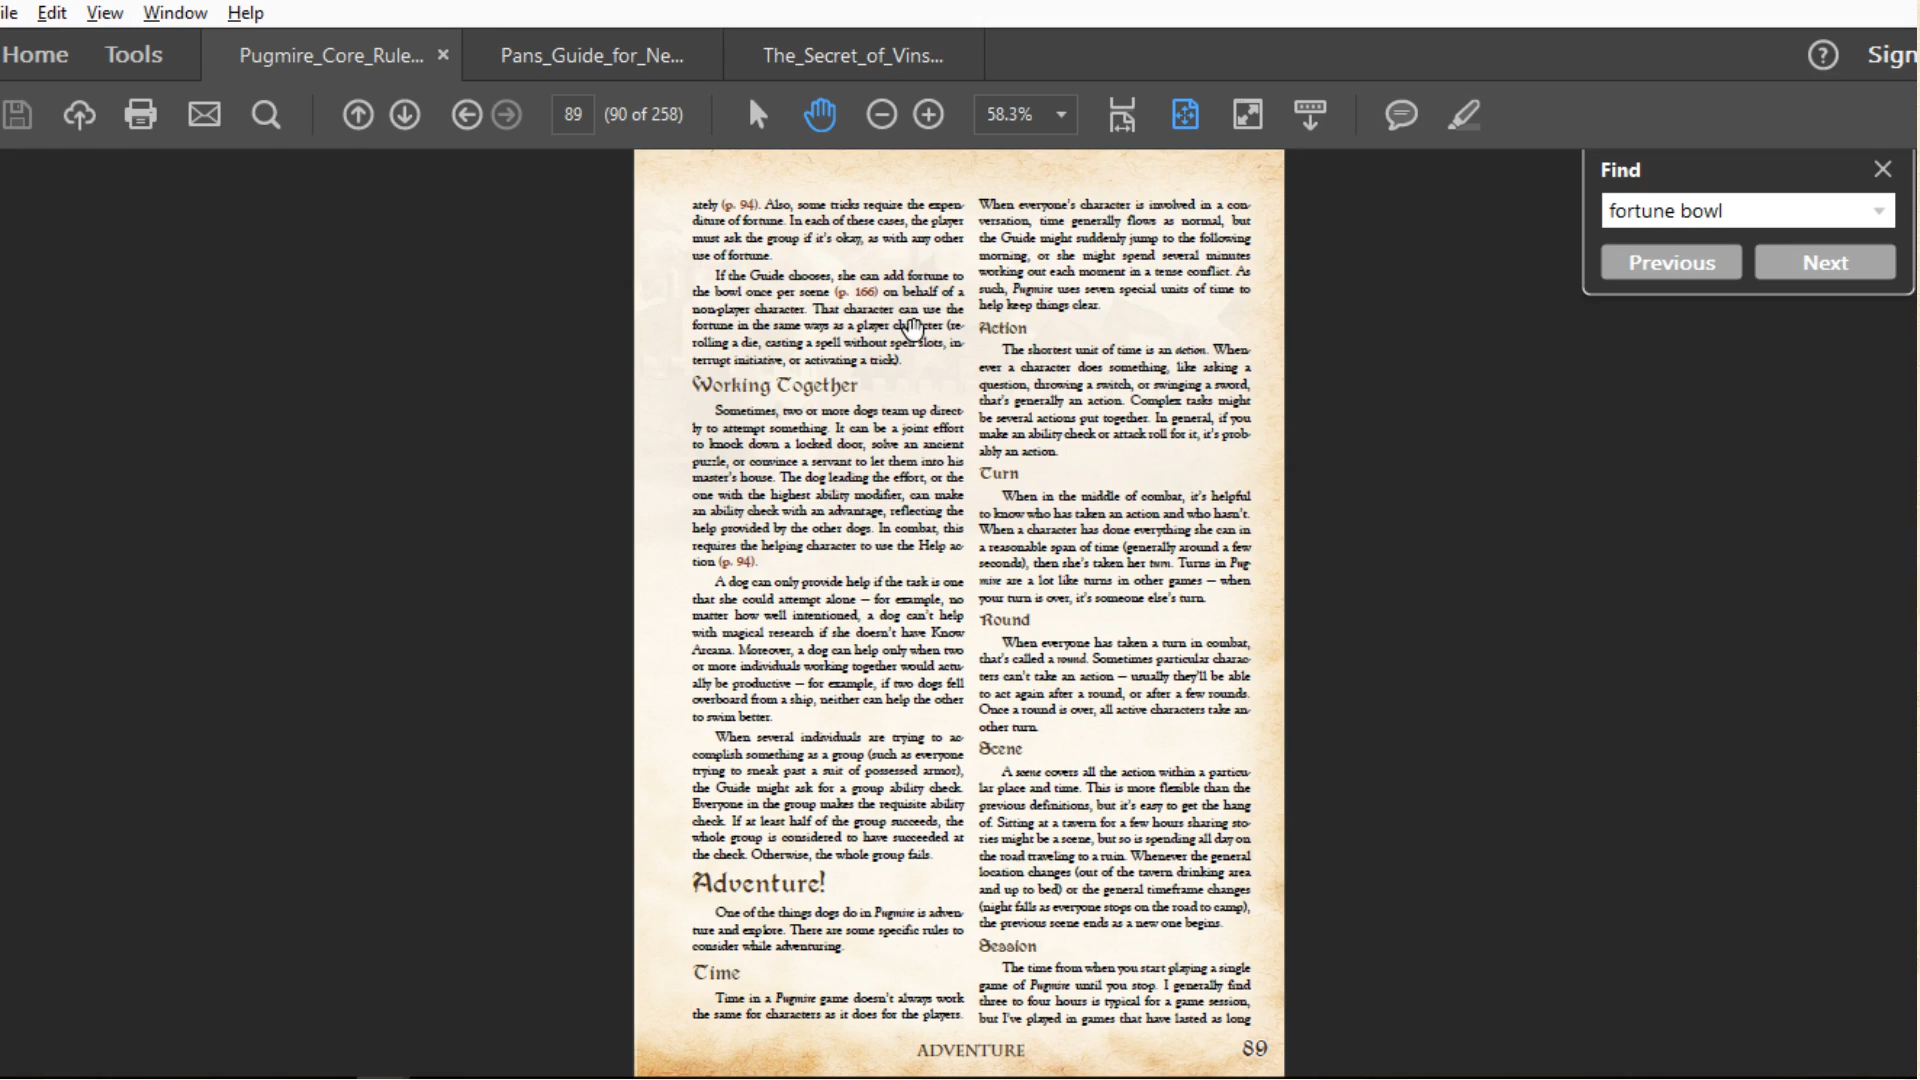 ile Edit View Window Help
Home Tools Pugmire_Core_Rule... × Pans_Guide_for_Ne... The_Secret_of_Vins... ? Sign
89 (90 of 258) 58.3%
Find
fortune bowl
Previous Next
ately (p. 94). Also, some tricks require the expen-
diture of fortune. In each of these cases, the player
must ask the group if it's okay, as with any other
use of fortune.
If the Guide chooses, she can add fortune to
the bowl once per scene (p. 166) on behalf of a
non-player character. That character can use the
fortune in the same ways as a player character (re-
rolling a die, casting a spell without spell slots, in-
terrupt initiative, or activating a trick).
Working Together
Sometimes, two or more dogs team up direct-
ly to attempt something. It can be a joint effort
to knock down a locked door, solve an ancient
puzzle, or convince a servant to let them into his
master's house. The dog leading the effort, or the
one with the highest ability modifier, can make
an ability check with an advantage, reflecting the
help provided by the other dogs. In combat, this
requires the helping character to use the Help ac-
tion (p. 94).
A dog can only provide help if the task is one
that she could attempt alone — for example, no
matter how well intentioned, a dog can't help
with magical research if she doesn't have Know
Arcana. Moreover, a dog can help only when two
or more individuals working together would actu-
ally be productive — for example, if two dogs fell
overboard from a ship, neither can help the other
to swim better.
When several individuals are trying to ac-
complish something as a group (such as everyone
trying to sneak past a suit of possessed armor),
the Guide might ask for a group ability check.
Everyone in the group makes the requisite ability
check. If at least half of the group succeeds, the
whole group is considered to have succeeded at
the check. Otherwise, the whole group fails.
Adventure!
One of the things dogs do in Pugmire is adven-
ture and explore. There are some specific rules to
consider while adventuring.
Time
Time in a Pugmire game doesn't always work
the same for characters as it does for the players.
When everyone's character is involved in a con-
versation, time generally flows as normal, but
the Guide might suddenly jump to the following
morning, or she might spend several minutes
working out each moment in a tense conflict. As
such, Pugmire uses seven special units of time to
help keep things clear.
Action
The shortest unit of time is an action. When-
ever a character does something, like asking a
question, throwing a switch, or swinging a sword,
that's generally an action. Complex tasks might
be several actions put together. In general, if you
make an ability check or attack roll for it, it's prob-
ably an action.
Turn
When in the middle of combat, it's helpful
to know who has taken an action and who hasn't.
When a character has done everything she can in
a reasonable span of time (generally around a few
seconds), then she's taken her turn. Turns in Pug-
mire are a lot like turns in other games — when
your turn is over, it's someone else's turn.
Round
When everyone has taken a turn in combat,
that's called a round. Sometimes particular charac-
ters can't take an action — usually they'll be able
to act again after a round, or after a few rounds.
Once a round is over, all active characters take an-
other turn.
Scene
A scene covers all the action within a particu-
lar place and time. This is more flexible than the
previous definitions, but it's easy to get the hang
of. Sitting at a tavern for a few hours sharing sto-
ries might be a scene, but so is spending all day on
the road traveling to a ruin. Whenever the general
location changes (out of the tavern drinking area
and up to bed) or the general timeframe changes
(night falls as everyone stops on the road to camp),
the previous scene ends as a new one begins.
Session
The time from when you start playing a single
game of Pugmire until you stop. I generally find
three to four hours is typical for a game session,
but I've played in games that have lasted as long
ADVENTURE 89